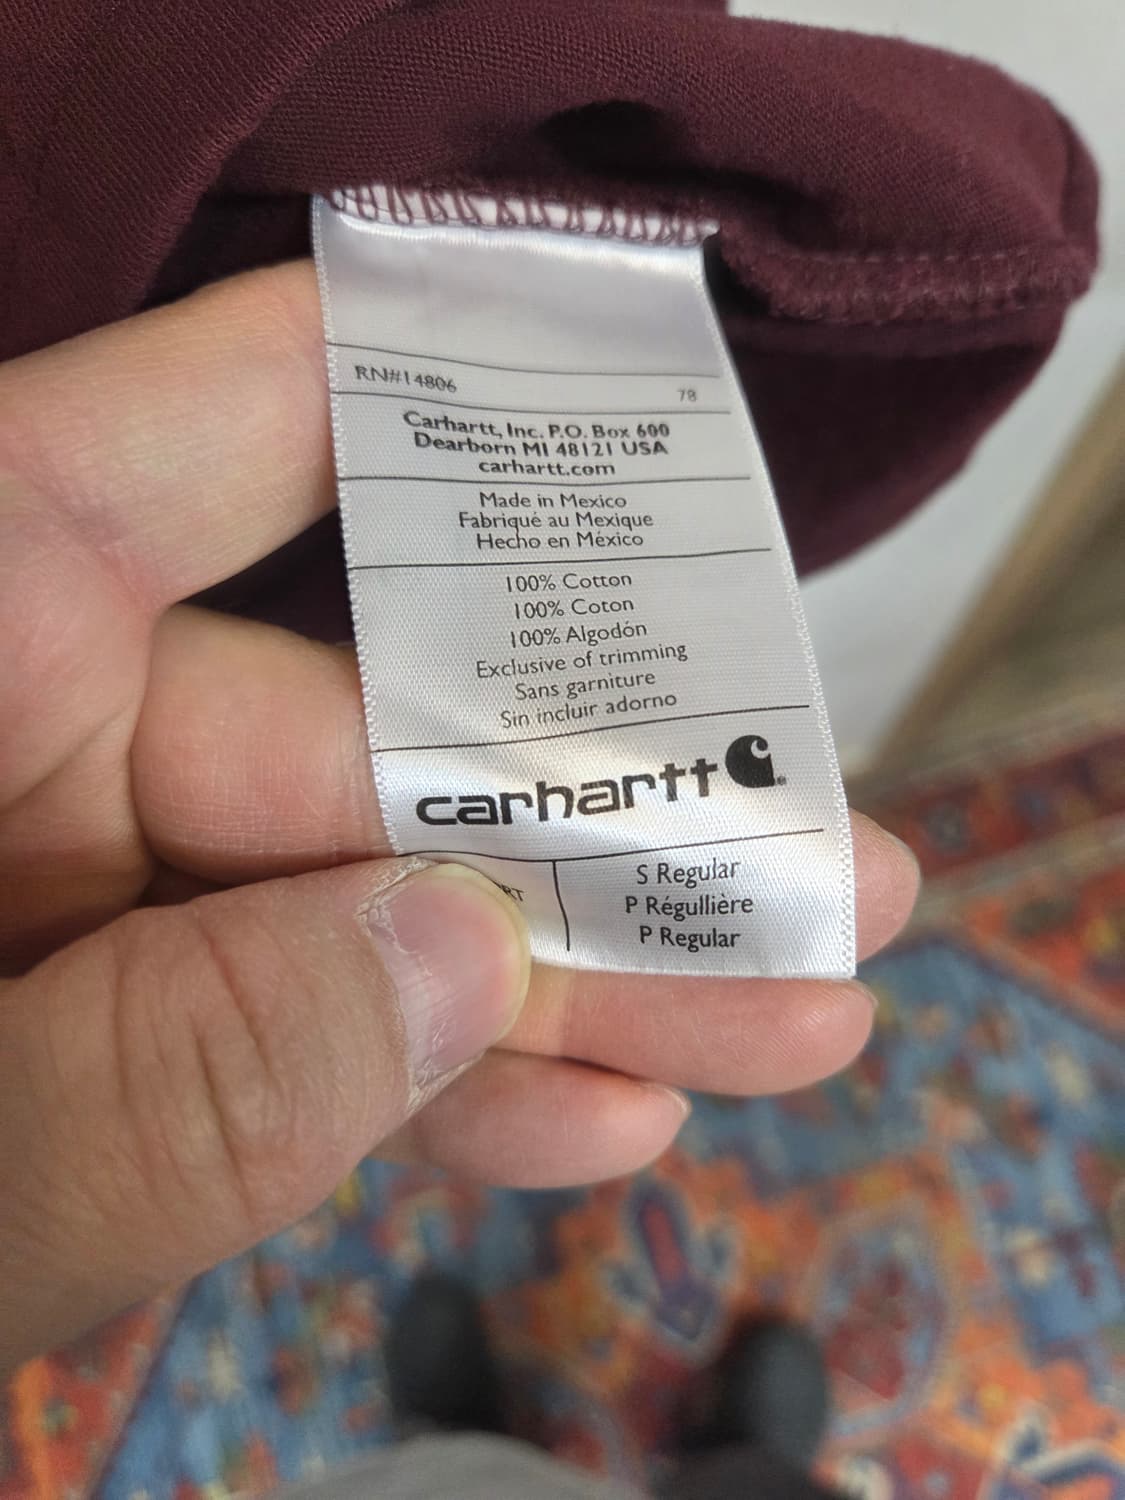 RN#14806 78
Carhartt, Inc. P.O. Box 600
Dearborn MI 48121 USA
carhartt.com
Made in Mexico
Fabriqué au Mexique
Hecho en México
100% Cotton
100% Coton
100% Algodón
Exclusive of trimming
Sans garniture
Sin incluir adorno
carhartt
S Regular
P Régullière
P Regular